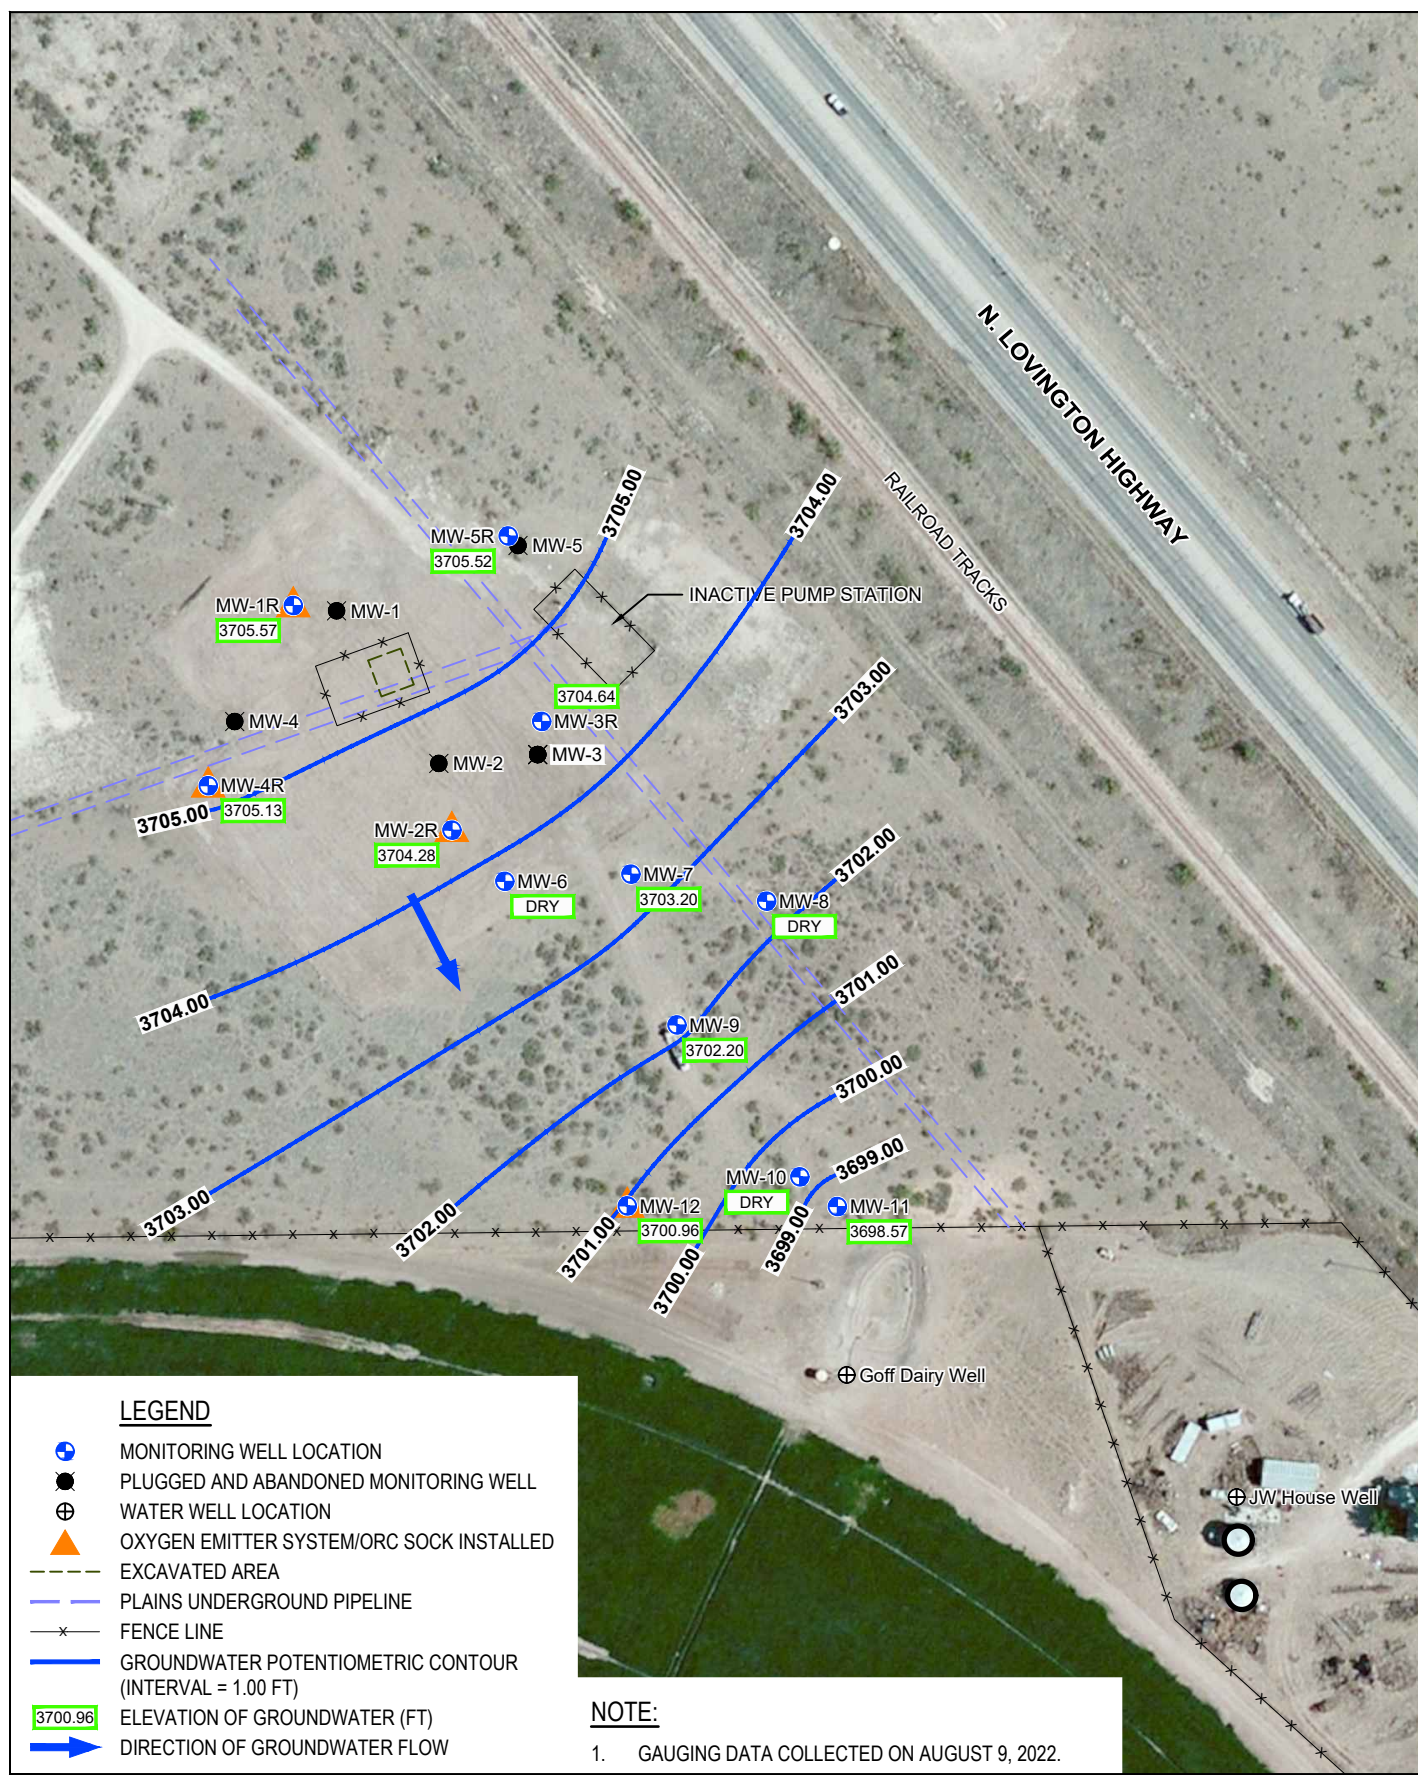 N. LOVINGTON HIGHWAY
RAILROAD TRACKS
3705.00
3704.00
MW-5R
3705.52
MW-5
INACTIVE PUMP STATION
MW-1R
3705.57
MW-1
3703.00
3704.64
MW-3R
MW-4
MW-3
MW-2
MW-4R
3705.13
3705.00
MW-2R
3704.28
3702.00
MW-6
DRY
MW-7
3703.20
MW-8
DRY
3701.00
3704.00
MW-9
3702.20
3700.00
3699.00
MW-10
DRY
3703.00
MW-12
3700.96
MW-11
3698.57
3702.00
3701.00
3700.00
3699.00
Goff Dairy Well
JW House Well
LEGEND
MONITORING WELL LOCATION
PLUGGED AND ABANDONED MONITORING WELL
WATER WELL LOCATION
OXYGEN EMITTER SYSTEM/ORC SOCK INSTALLED
EXCAVATED AREA
PLAINS UNDERGROUND PIPELINE
FENCE LINE
GROUNDWATER POTENTIOMETRIC CONTOUR
(INTERVAL = 1.00 FT)
3700.96 ELEVATION OF GROUNDWATER (FT)
DIRECTION OF GROUNDWATER FLOW
NOTE:
1. GAUGING DATA COLLECTED ON AUGUST 9, 2022.